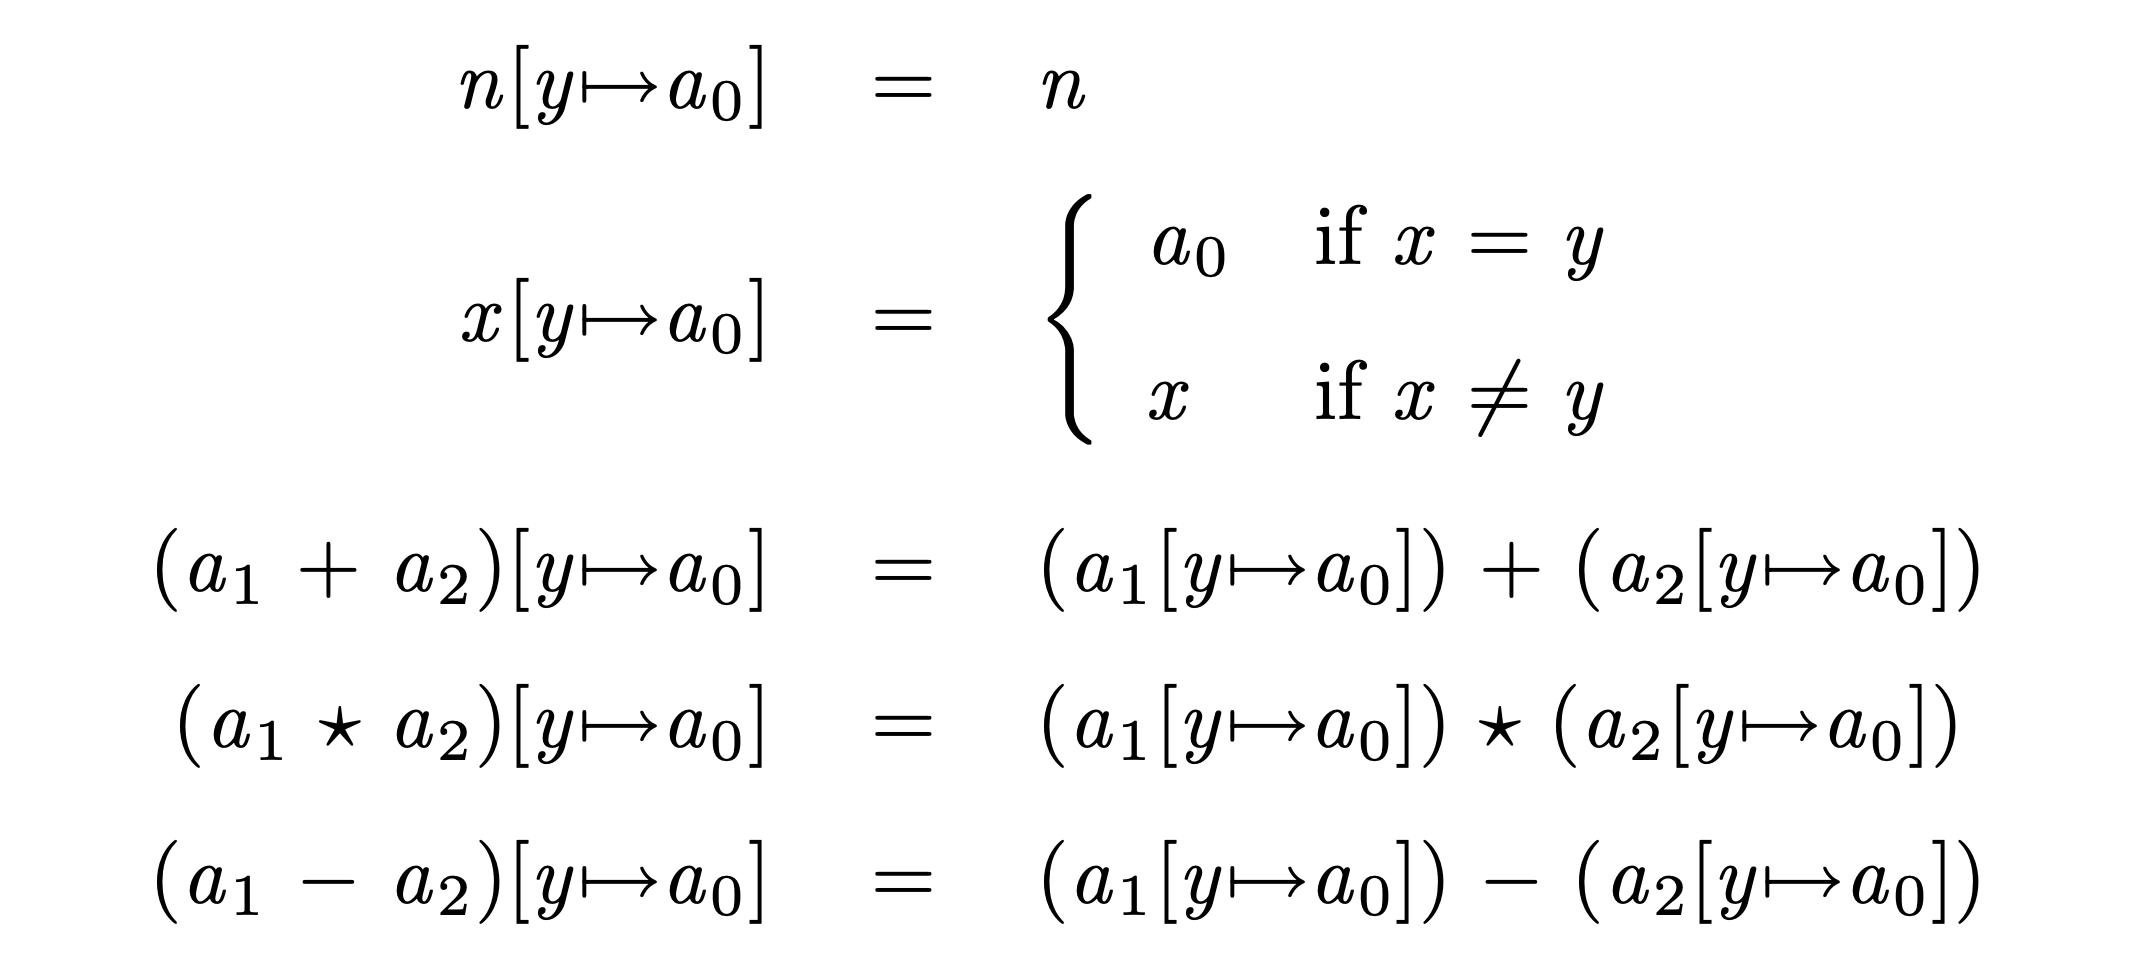 n[y↦a₀] = n
x[y↦a₀] = { a₀ if x = y
x if x ≠ y
(a₁ + a₂)[y↦a₀] = (a₁[y↦a₀]) + (a₂[y↦a₀])
(a₁ ⋆ a₂)[y↦a₀] = (a₁[y↦a₀]) ⋆ (a₂[y↦a₀])
(a₁ − a₂)[y↦a₀] = (a₁[y↦a₀]) − (a₂[y↦a₀])